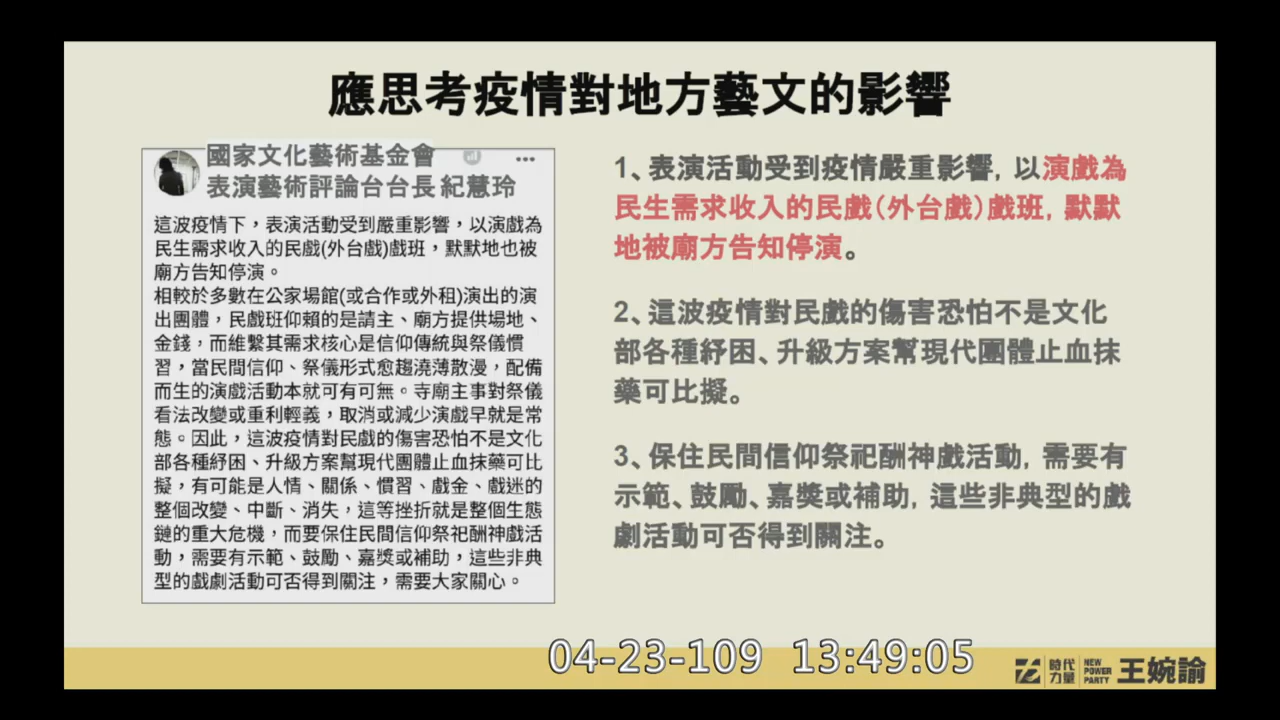 應思考疫情對地方藝文的影響
國家文化藝術基金會
表演藝術評論台台長 紀慧玲
這波疫情下，表演活動受到嚴重影響，以演戲為
民生需求收入的民戲(外台戲)戲班，默默地也被
廟方告知停演。
相較於多數在公家場館(或合作或外租)演出的演
出團體，民戲班仰賴的是請主、廟方提供場地、
金錢，而維繫其需求核心是信仰傳統與祭儀慣
習，當民間信仰、祭儀形式愈趨澆薄散漫，配備
而生的演戲活動本就可有可無。寺廟主事對祭儀
看法改變或重利輕義，取消或減少演戲早就是常
態。因此，這波疫情對民戲的傷害恐怕不是文化
部各種紓困、升級方案幫現代團體止血抹藥可比
擬，有可能是人情、關係、慣習、戲金、戲迷的
整個改變、中斷、消失，這等挫折就是整個生態
鏈的重大危機，而要保住民間信仰祭祀酬神戲活
動，需要有示範、鼓勵、嘉獎或補助，這些非典
型的戲劇活動可否得到關注，需要大家關心。
1、表演活動受到疫情嚴重影響，以演戲為
民生需求收入的民戲（外台戲）戲班，默默
地被廟方告知停演。
2、這波疫情對民戲的傷害恐怕不是文化
部各種紓困、升級方案幫現代團體止血抹
藥可比擬。
3、保住民間信仰祭祀酬神戲活動，需要有
示範、鼓勵、嘉獎或補助，這些非典型的戲
劇活動可否得到關注。
04-23-109 13:49:05
時代
力量
NEW
POWER
PARTY
王婉諭